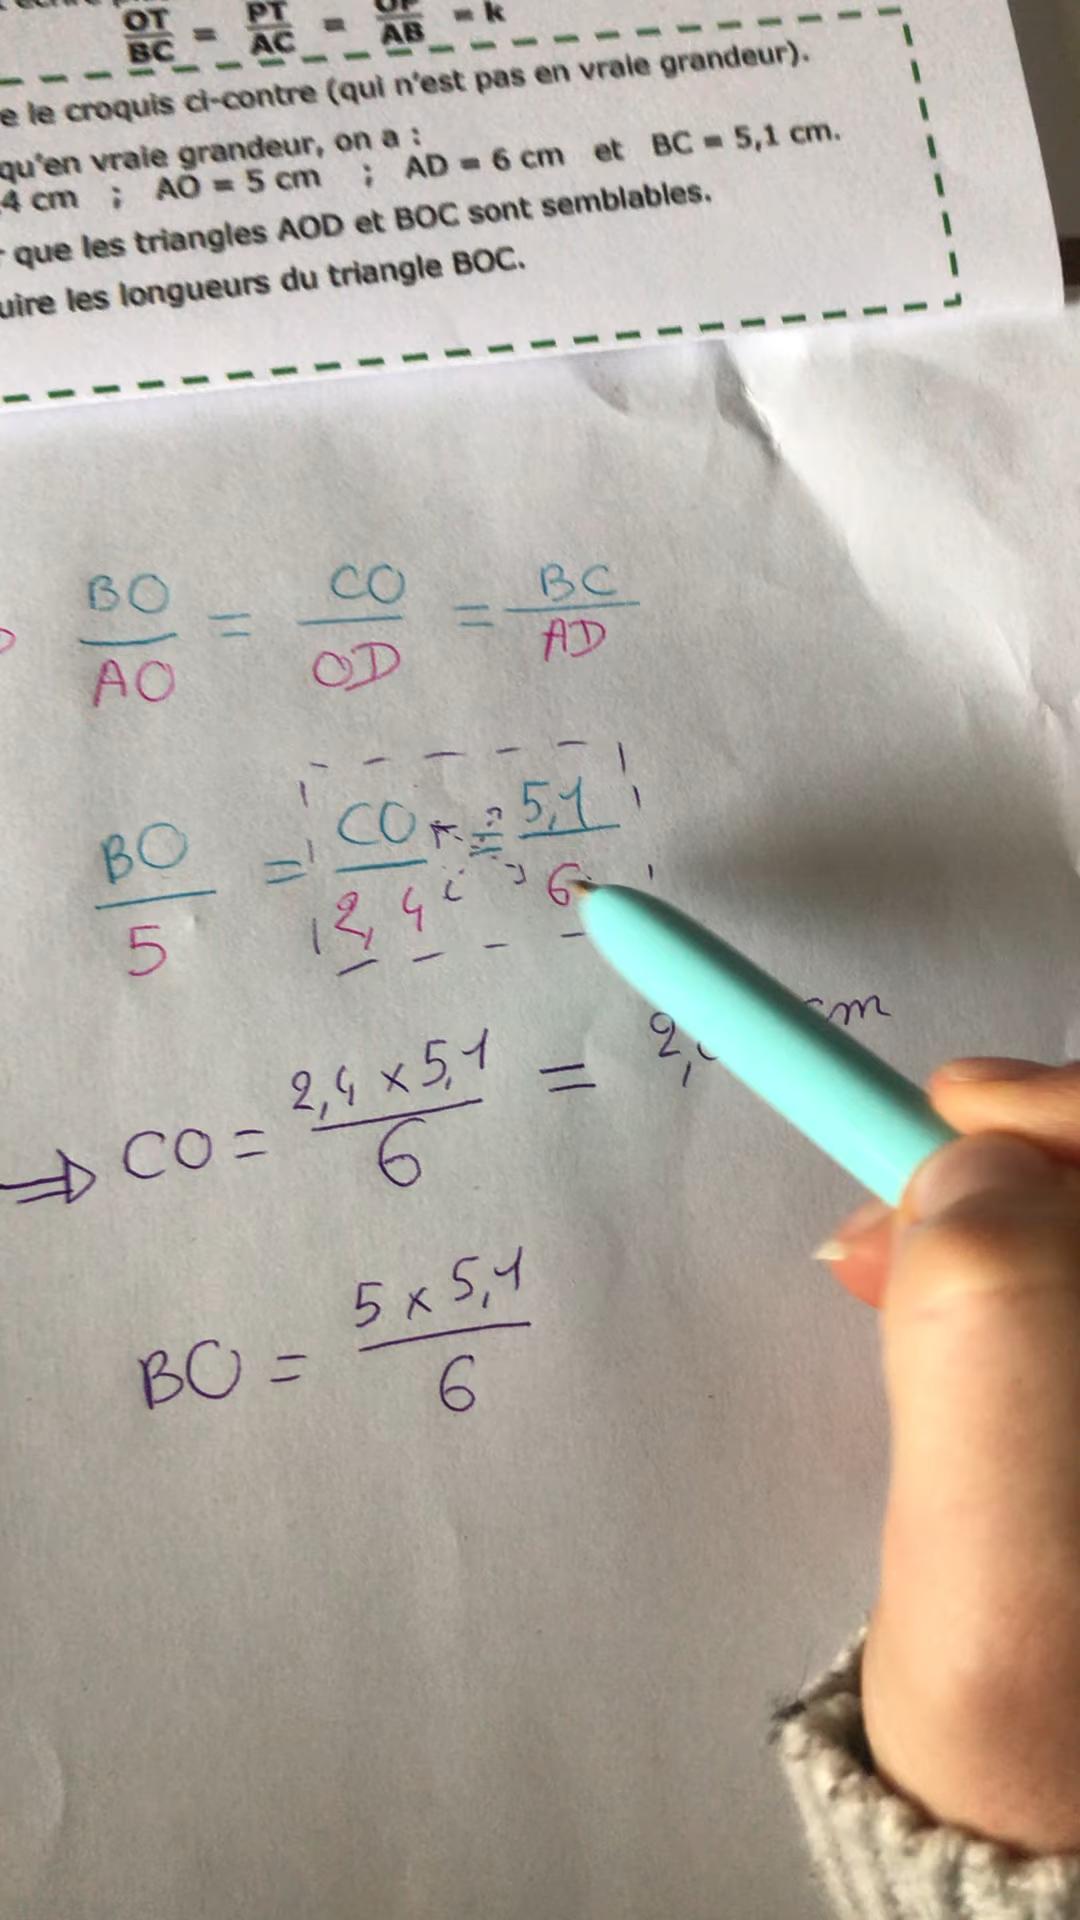 OT/BC = PT/AC = OP/AB = k
e le croquis ci-contre (qui n'est pas en vraie grandeur).
qu'en vraie grandeur, on a :
4 cm ; AO = 5 cm ; AD = 6 cm et BC = 5,1 cm.
que les triangles AOD et BOC sont semblables.
uire les longueurs du triangle BOC.
BO/AO = CO/OD = BC/AD
BO/5 = CO/2,4 = 5,1/6
⇒ CO = 2,4 × 5,1/6 = 2, cm
BO = 5 × 5,1/6